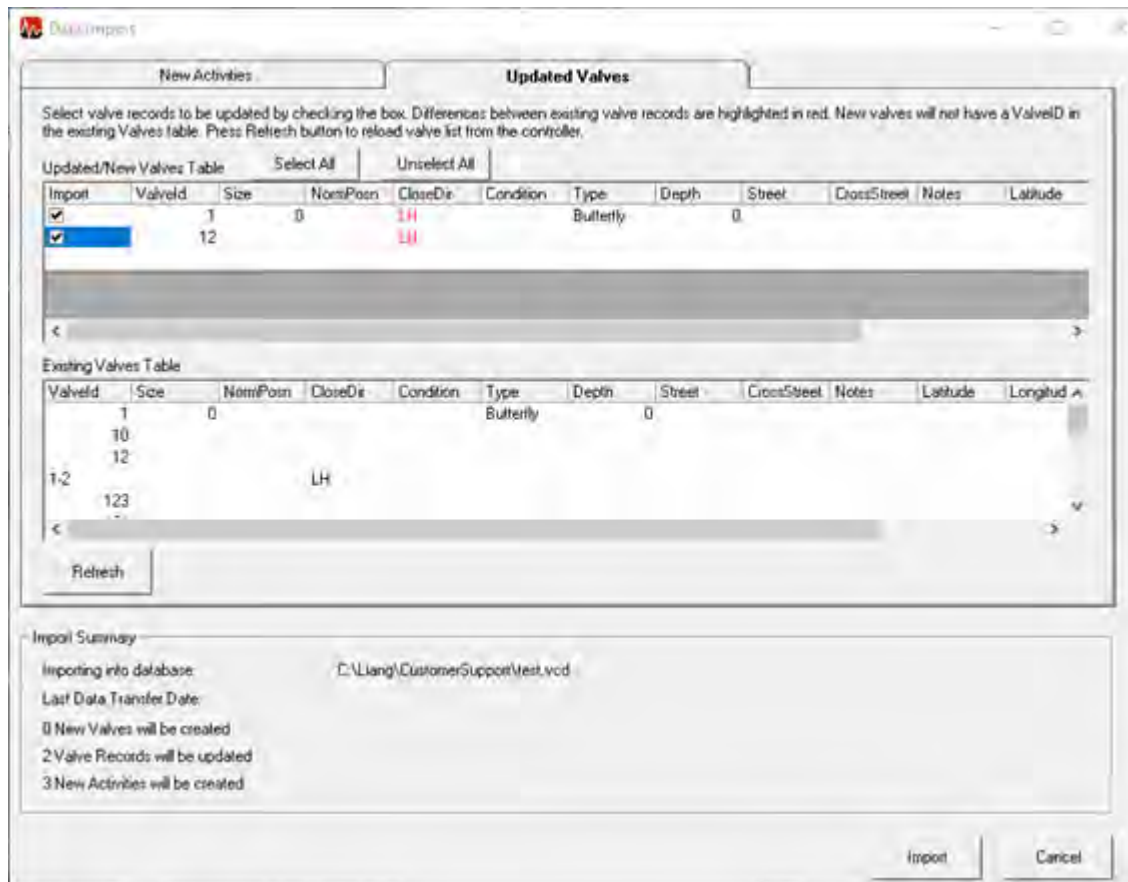 Data Import
New Activities Updated Valves
Select valve records to be updated by checking the box. Differences between existing valve records are highlighted in red. New valves will not have a ValveID in
the existing Valves table. Press Refresh button to reload valve list from the controller.
Updated/New Valves Table Select All Unselect All
Import ValveId Size NormPosn CloseDir Condition Type Depth Street CrossStreet Notes Latitude
1 0 LH Butterfly 0
12 LH
Existing Valves Table
ValveId Size NormPosn CloseDir Condition Type Depth Street CrossStreet Notes Latitude Longitud
1 0 Butterfly 0
10
12
1-2 LH
123
Refresh
Import Summary
Importing into database: C:\Liang\CustomerSupport\test.vcd
Last Data Transfer Date:
0 New Valves will be created
2 Valve Records will be updated
3 New Activities will be created
Import Cancel